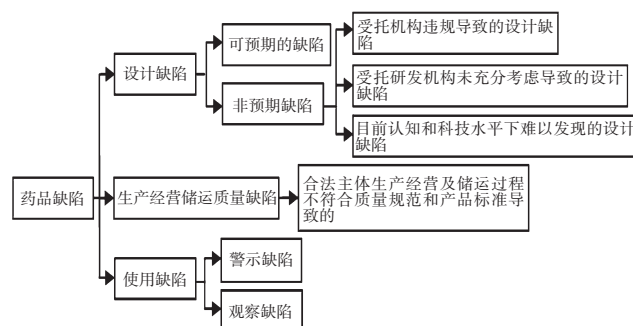 受托机构违规导致的设计缺
陷
可预期的缺陷
设计缺陷
受托研发机构未充分考虑导致的设计
缺陷
非预期缺陷
目前认知和科技水平下难以发现的设计
缺陷
药品缺陷
生产经营储运质量缺陷
合法主体生产经营及储运过程
不符合质量规范和产品标准导
致的
警示缺陷
使用缺陷
观察缺陷